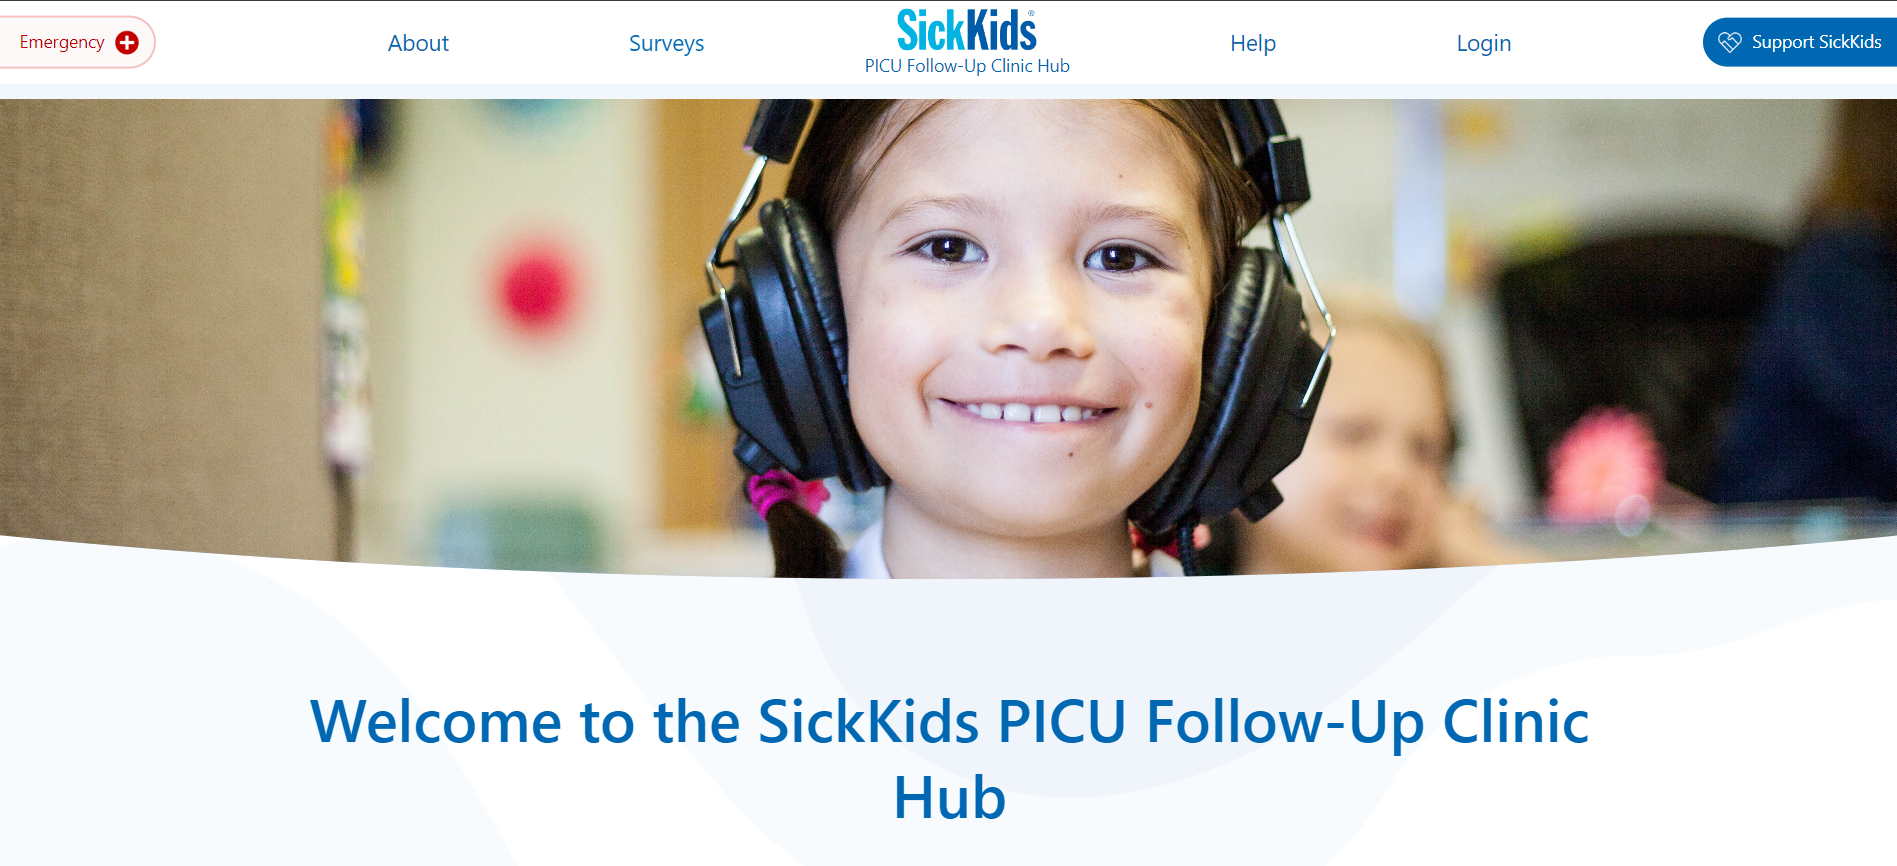 Emergency
About
Surveys
SickKids®
PICU Follow-Up Clinic Hub
Help
Login
Support SickKids
Welcome to the SickKids PICU Follow-Up Clinic
Hub